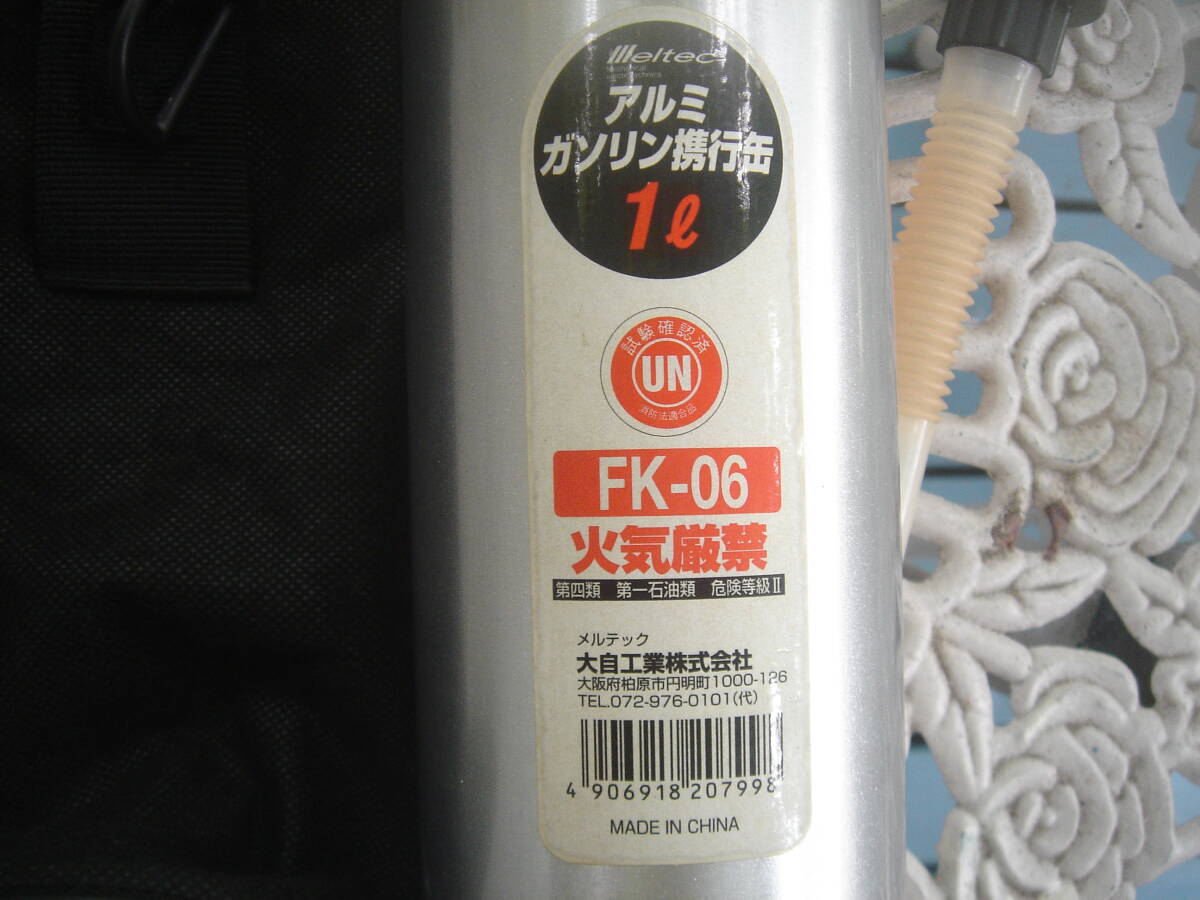 Meltec
アルミ
ガソリン携行缶
1ℓ
試験確認済
UN
消防法適合品
FK-06
火気厳禁
第四類 第一石油類 危険等級Ⅱ
メルテック
大自工業株式会社
大阪府柏原市円明町1000-126
TEL.072-976-0101(代)
4 906918 207998
MADE IN CHINA